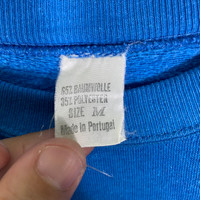 65% BAUMWOLLE
35% POLYESTER
SIZE M
Made in Portugal